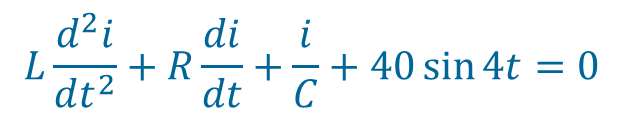 L d²i/dt² + R di/dt + i/C + 40 sin 4t = 0